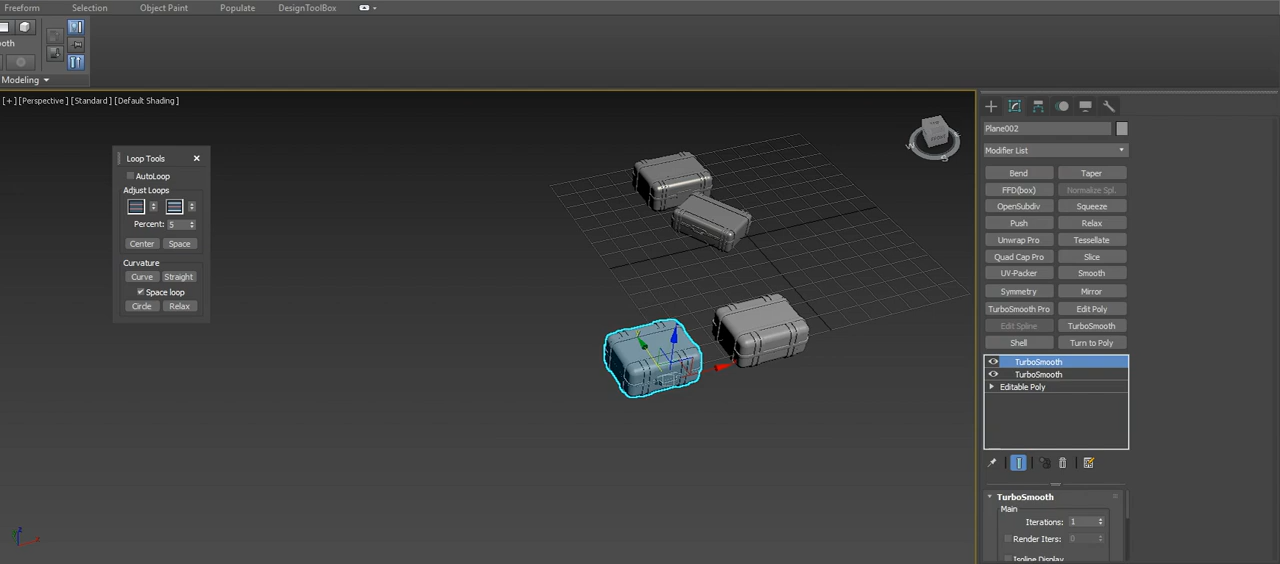 Freeform Selection Object Paint Populate DesignToolBox
oth
Modeling
[+] [Perspective] [Standard] [Default Shading]
Loop Tools
AutoLoop
Adjust Loops
Percent: 5
Center Space
Curvature
Curve Straight
Space loop
Circle Relax
FRONT
W
S
z
x
Plane002
Modifier List
Bend Taper
FFD(box) Normalize Spl.
OpenSubdiv Squeeze
Push Relax
Unwrap Pro Tessellate
Quad Cap Pro Slice
UV-Packer Smooth
Symmetry Mirror
TurboSmooth Pro Edit Poly
Edit Spline TurboSmooth
Shell Turn to Poly
TurboSmooth
TurboSmooth
Editable Poly
TurboSmooth
Main
Iterations: 1
Render Iters: 0
Isoline Display